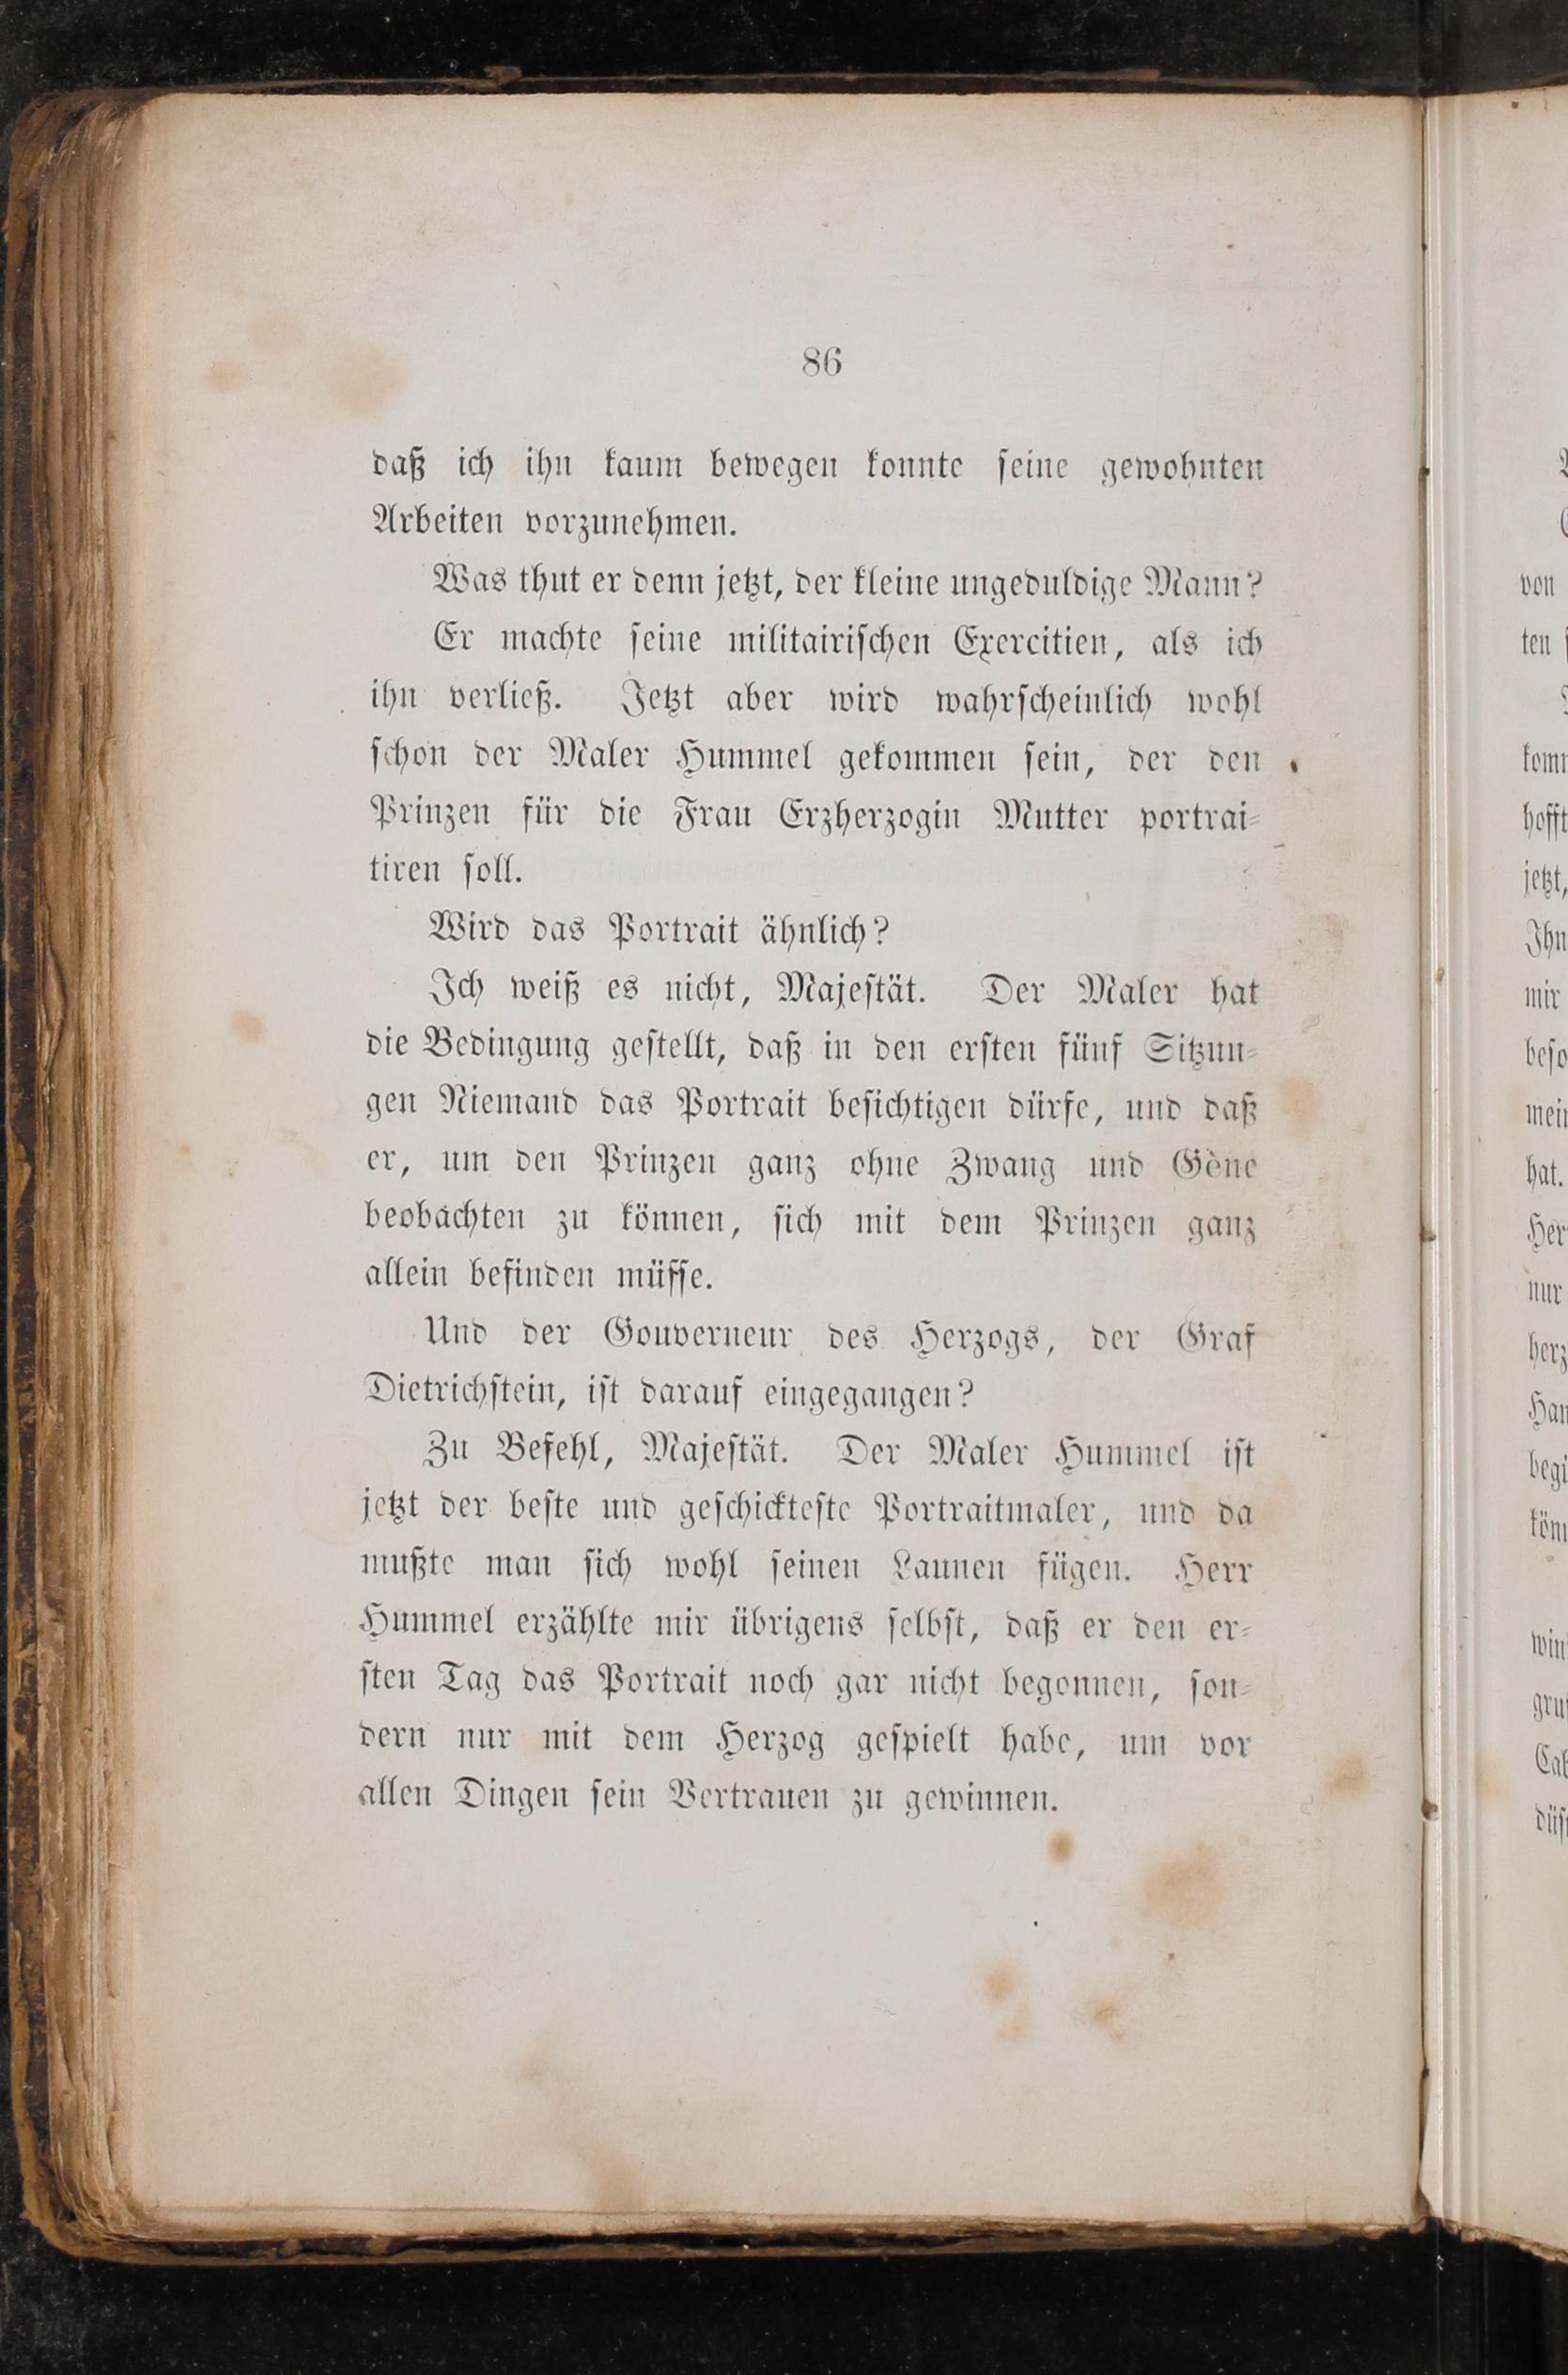 86
daß ich ihn kaum bewegen konnte seine gewohnten
Arbeiten vorzunehmen.
Was thut er denn jetzt, der kleine ungeduldige Mann?
Er machte seine militairischen Exercitien, als ich
ihn verließ. Jetzt aber wird wahrscheinlich wohl
schon der Maler Hummel gekommen sein, der den
Prinzen für die Frau Erzherzogin Mutter portrai-
tiren soll.
Wird das Portrait ähnlich?
Ich weiß es nicht, Majestät. Der Maler hat
die Bedingung gestellt, daß in den ersten fünf Sitzun-
gen Niemand das Portrait besichtigen dürfe, und daß
er, um den Prinzen ganz ohne Zwang und Gène
beobachten zu können, sich mit dem Prinzen ganz
allein befinden müsse.
Und der Gouverneur des Herzogs, der Graf
Dietrichstein, ist darauf eingegangen?
Zu Befehl, Majestät. Der Maler Hummel ist
jetzt der beste und geschickteste Portraitmaler, und da
mußte man sich wohl seinen Launen fügen. Herr
Hummel erzählte mir übrigens selbst, daß er den er-
sten Tag das Portrait noch gar nicht begonnen, son-
dern nur mit dem Herzog gespielt habe, um vor
allen Dingen sein Vertrauen zu gewinnen.
von
ten
jetzt,
mir
hat.
nur